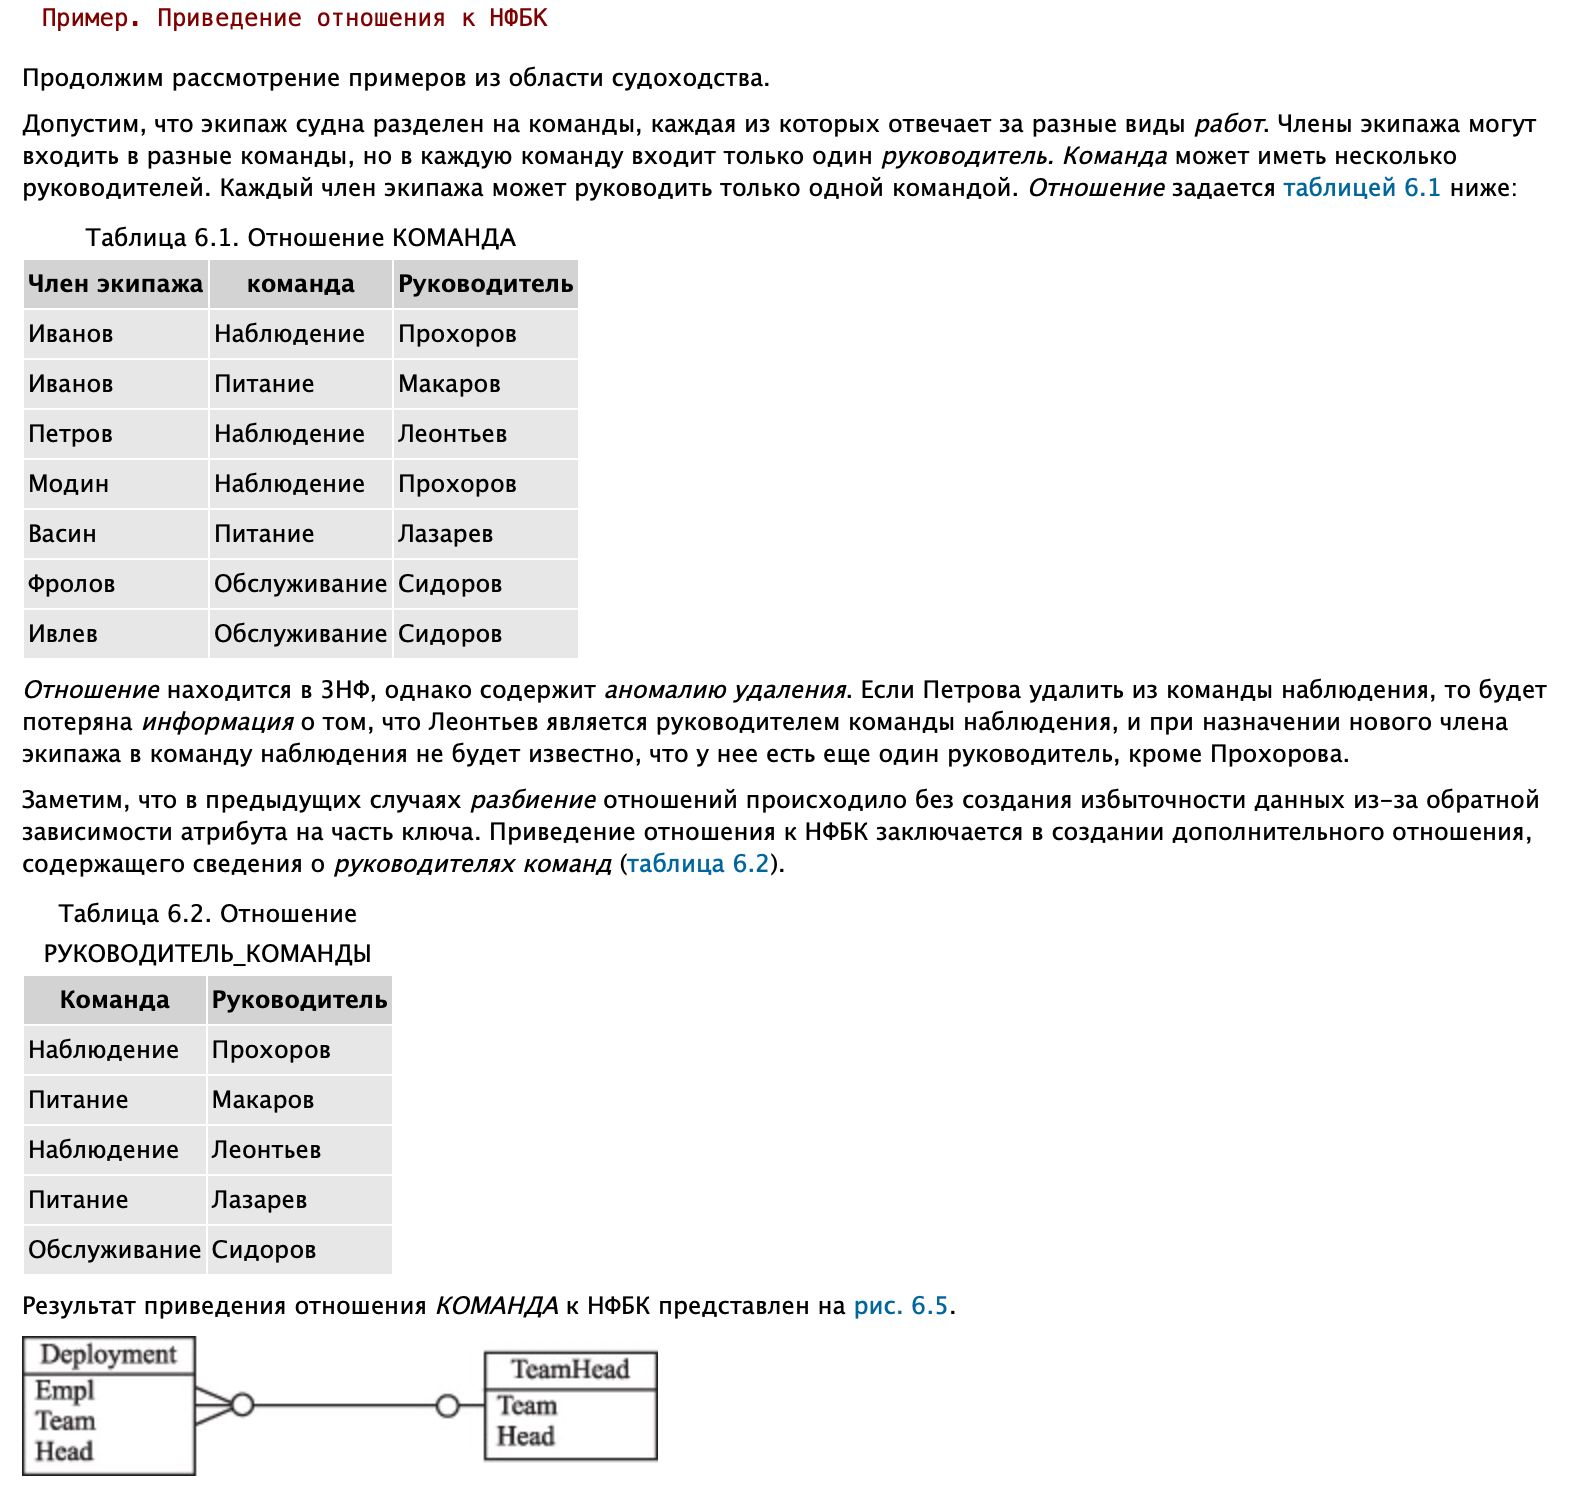 Пример. Приведение отношения к НФБК
Продолжим рассмотрение примеров из области судоходства.
Допустим, что экипаж судна разделен на команды, каждая из которых отвечает за разные виды работ. Члены экипажа могут
входить в разные команды, но в каждую команду входит только один руководитель. Команда может иметь несколько
руководителей. Каждый член экипажа может руководить только одной командой. Отношение задается таблицей 6.1 ниже:
Таблица 6.1. Отношение КОМАНДА
Член экипажа команда Руководитель
Иванов Наблюдение Прохоров
Иванов Питание Макаров
Петров Наблюдение Леонтьев
Модин Наблюдение Прохоров
Васин Питание Лазарев
Фролов Обслуживание Сидоров
Ивлев Обслуживание Сидоров
Отношение находится в 3НФ, однако содержит аномалию удаления. Если Петрова удалить из команды наблюдения, то будет
потеряна информация о том, что Леонтьев является руководителем команды наблюдения, и при назначении нового члена
экипажа в команду наблюдения не будет известно, что у нее есть еще один руководитель, кроме Прохорова.
Заметим, что в предыдущих случаях разбиение отношений происходило без создания избыточности данных из-за обратной
зависимости атрибута на часть ключа. Приведение отношения к НФБК заключается в создании дополнительного отношения,
содержащего сведения о руководителях команд (таблица 6.2).
Таблица 6.2. Отношение
РУКОВОДИТЕЛЬ_КОМАНДЫ
Команда Руководитель
Наблюдение Прохоров
Питание Макаров
Наблюдение Леонтьев
Питание Лазарев
Обслуживание Сидоров
Результат приведения отношения КОМАНДА к НФБК представлен на рис. 6.5.
Deployment
Empl
Team
Head
TeamHead
Team
Head